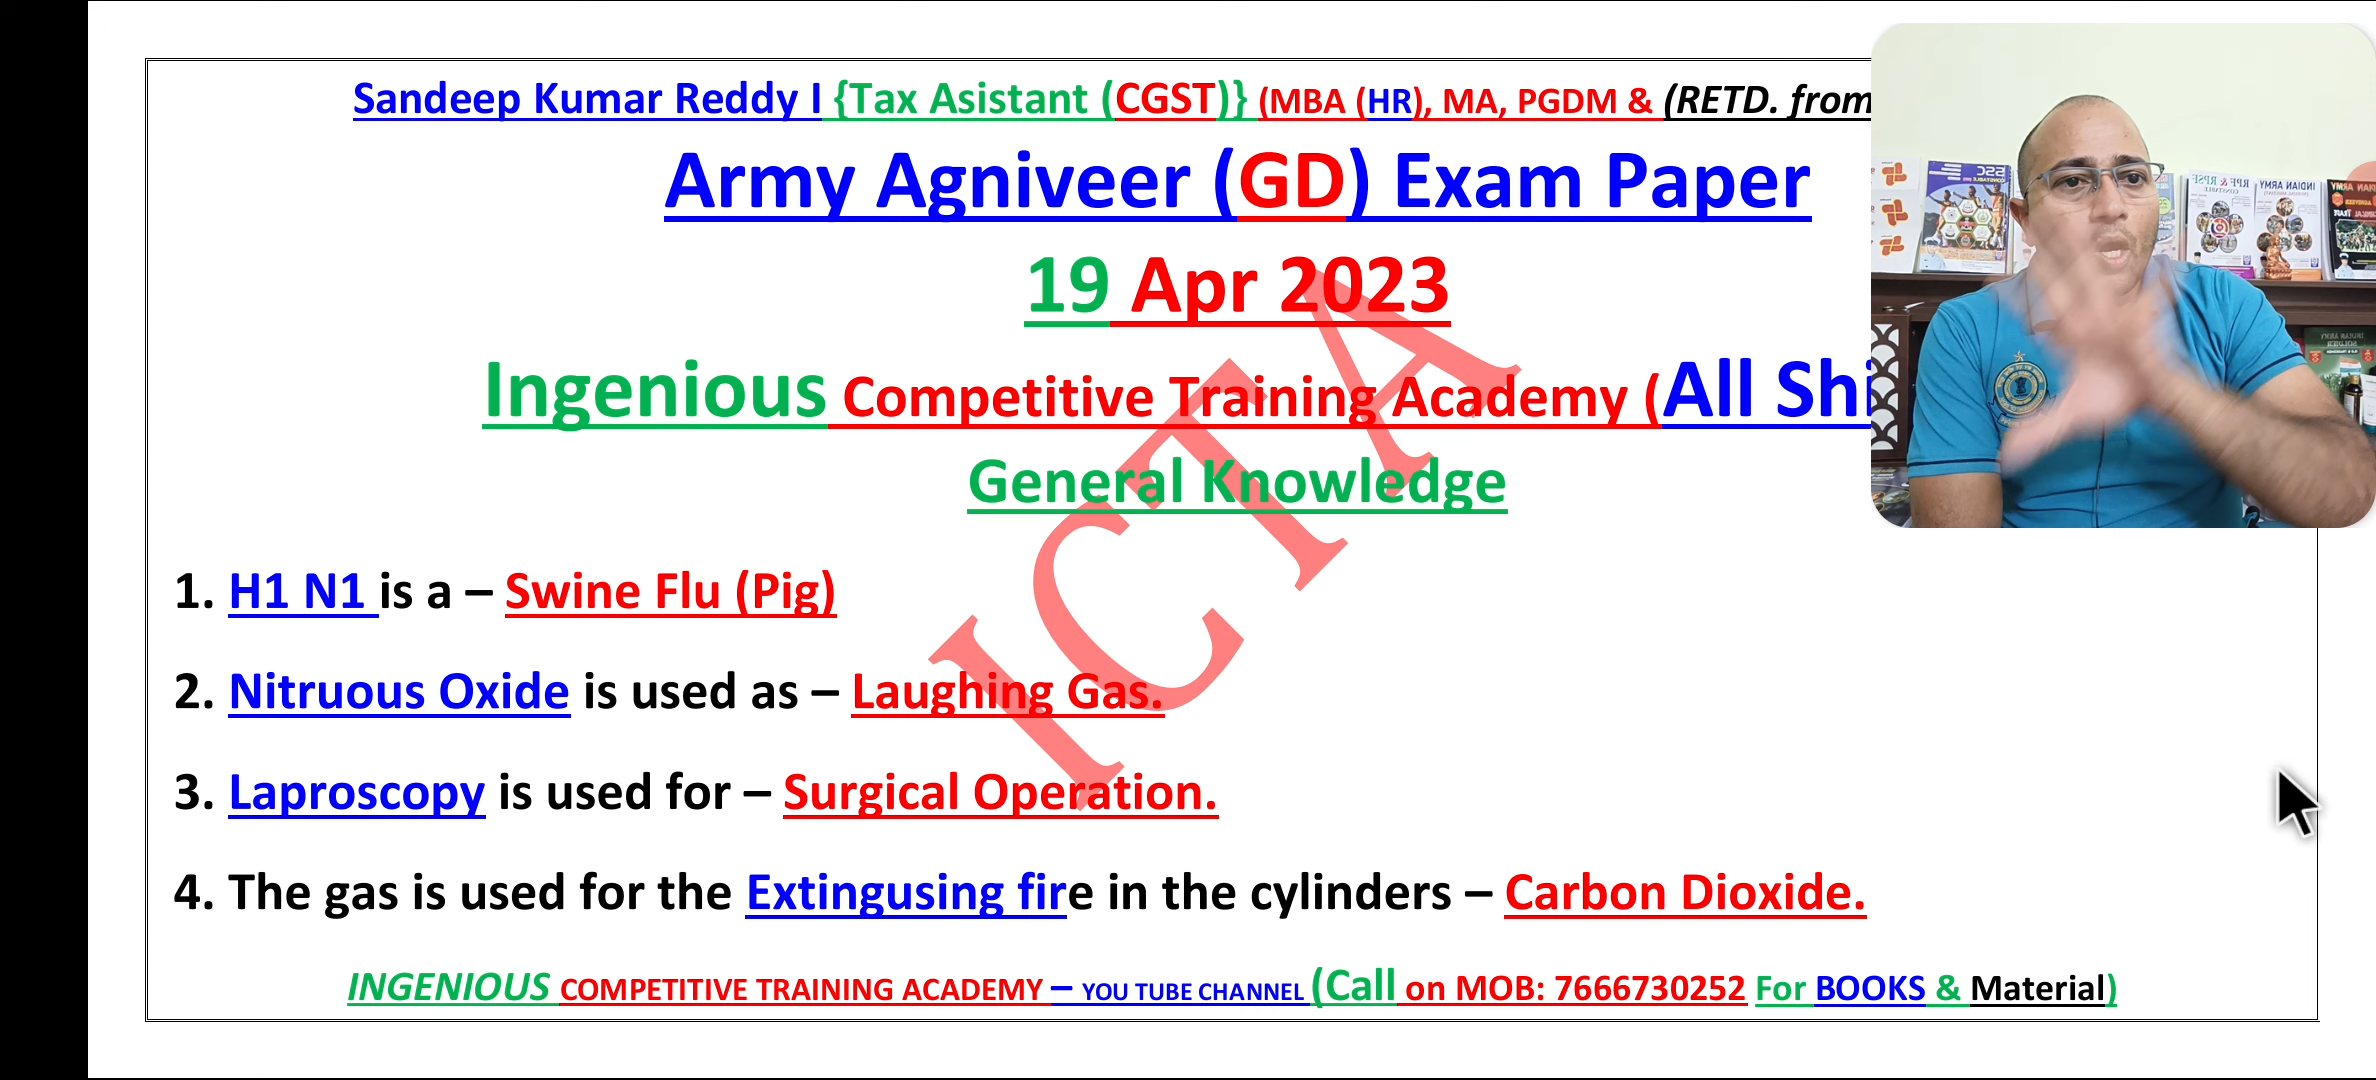 Sandeep Kumar Reddy I {Tax Asistant (CGST)} (MBA (HR), MA, PGDM & (RETD. from
Army Agniveer (GD) Exam Paper
19 Apr 2023
Ingenious Competitive Training Academy (All Shi
General Knowledge
ICTA
1. H1 N1 is a – Swine Flu (Pig)
2. Nitruous Oxide is used as – Laughing Gas.
3. Laproscopy is used for – Surgical Operation.
4. The gas is used for the Extingusing fire in the cylinders – Carbon Dioxide.
INGENIOUS COMPETITIVE TRAINING ACADEMY – YOU TUBE CHANNEL (Call on MOB: 7666730252 For BOOKS & Material)